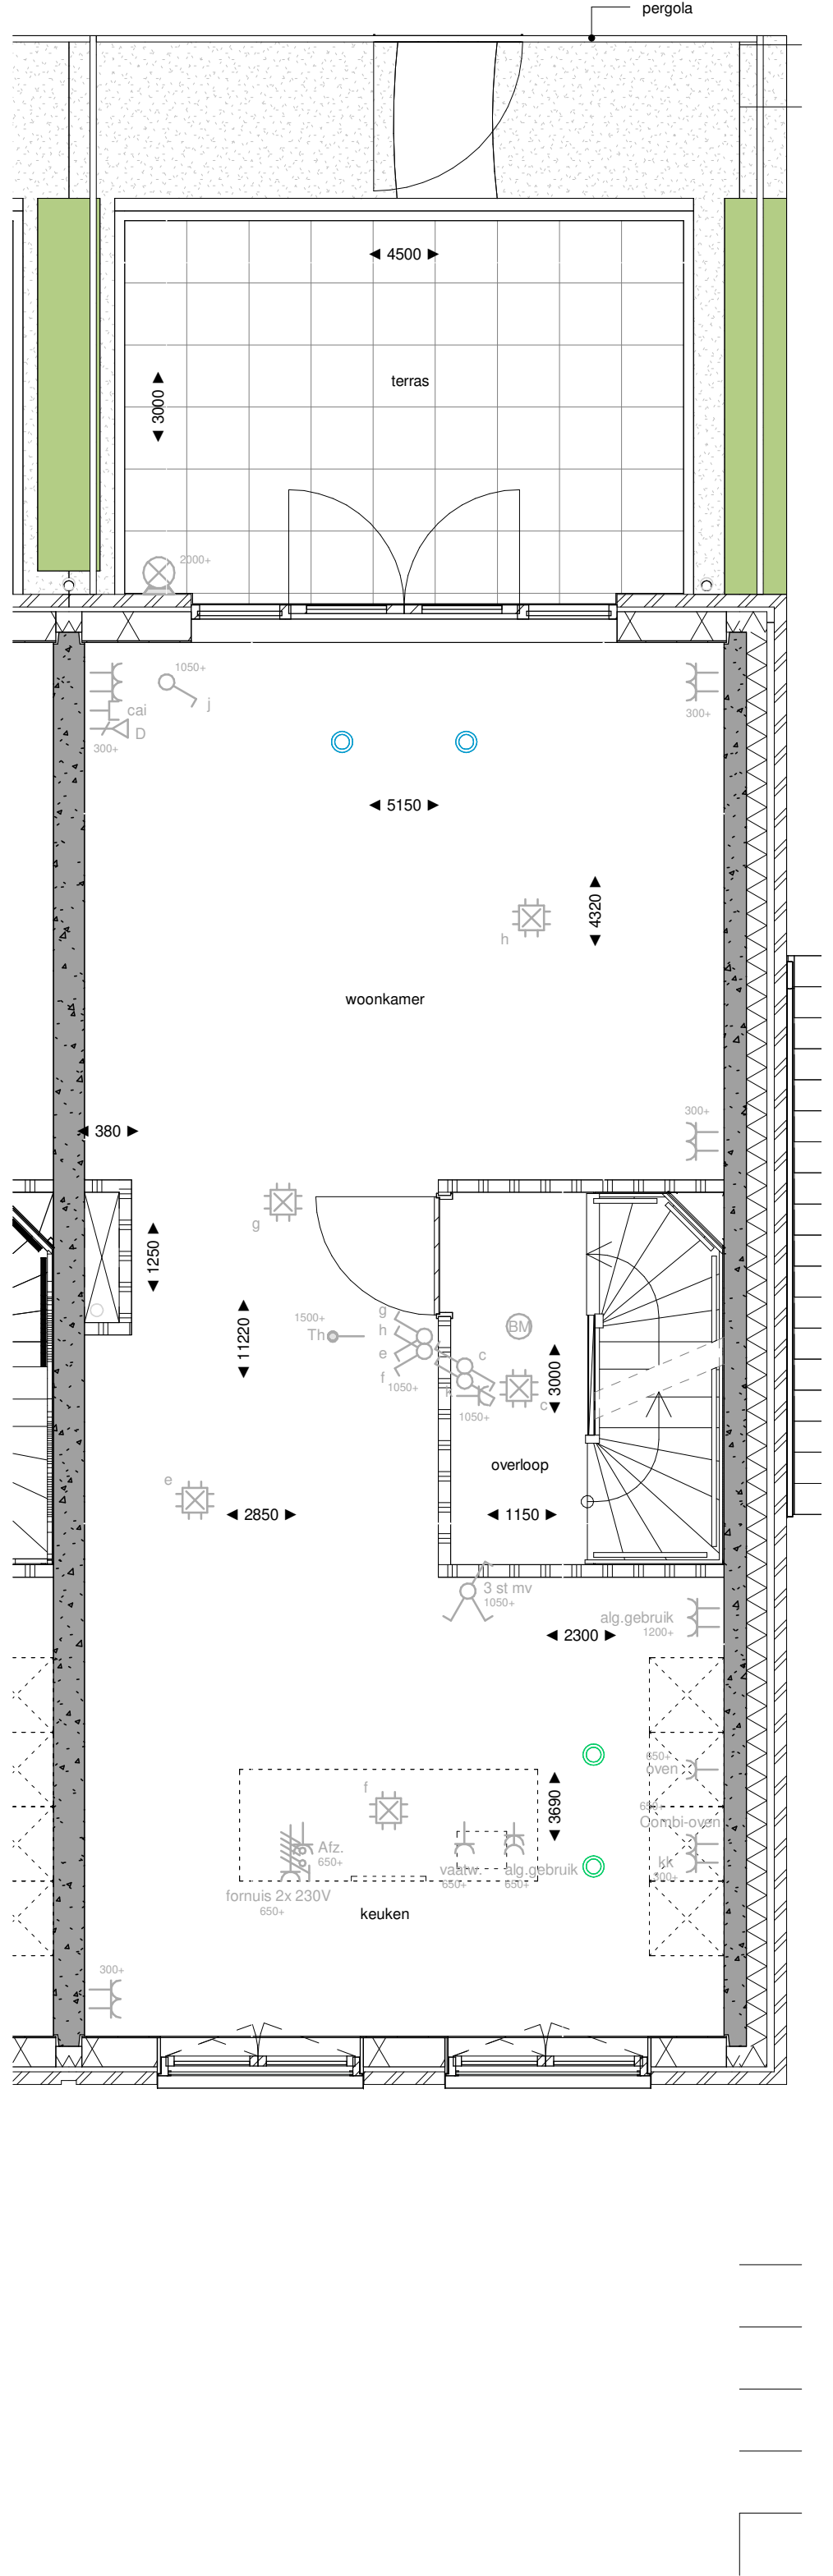 pergola
4500
terras
3000
2000+
1050+
j
cai
D
300+
300+
5150
4320
h
woonkamer
300+
380
g
1250
11220
1500+
Th
g
h
e
f
1050+
BM
c
3000
c
1050+
overloop
e
2850
1150
3 st mv
1050+
alg.gebruik
1200+
2300
650+
oven
650+
Combi-oven
kk
300+
f
3690
Afz.
650+
vaatw.
650+
alg.gebruik
650+
fornuis 2x 230V
650+
keuken
300+